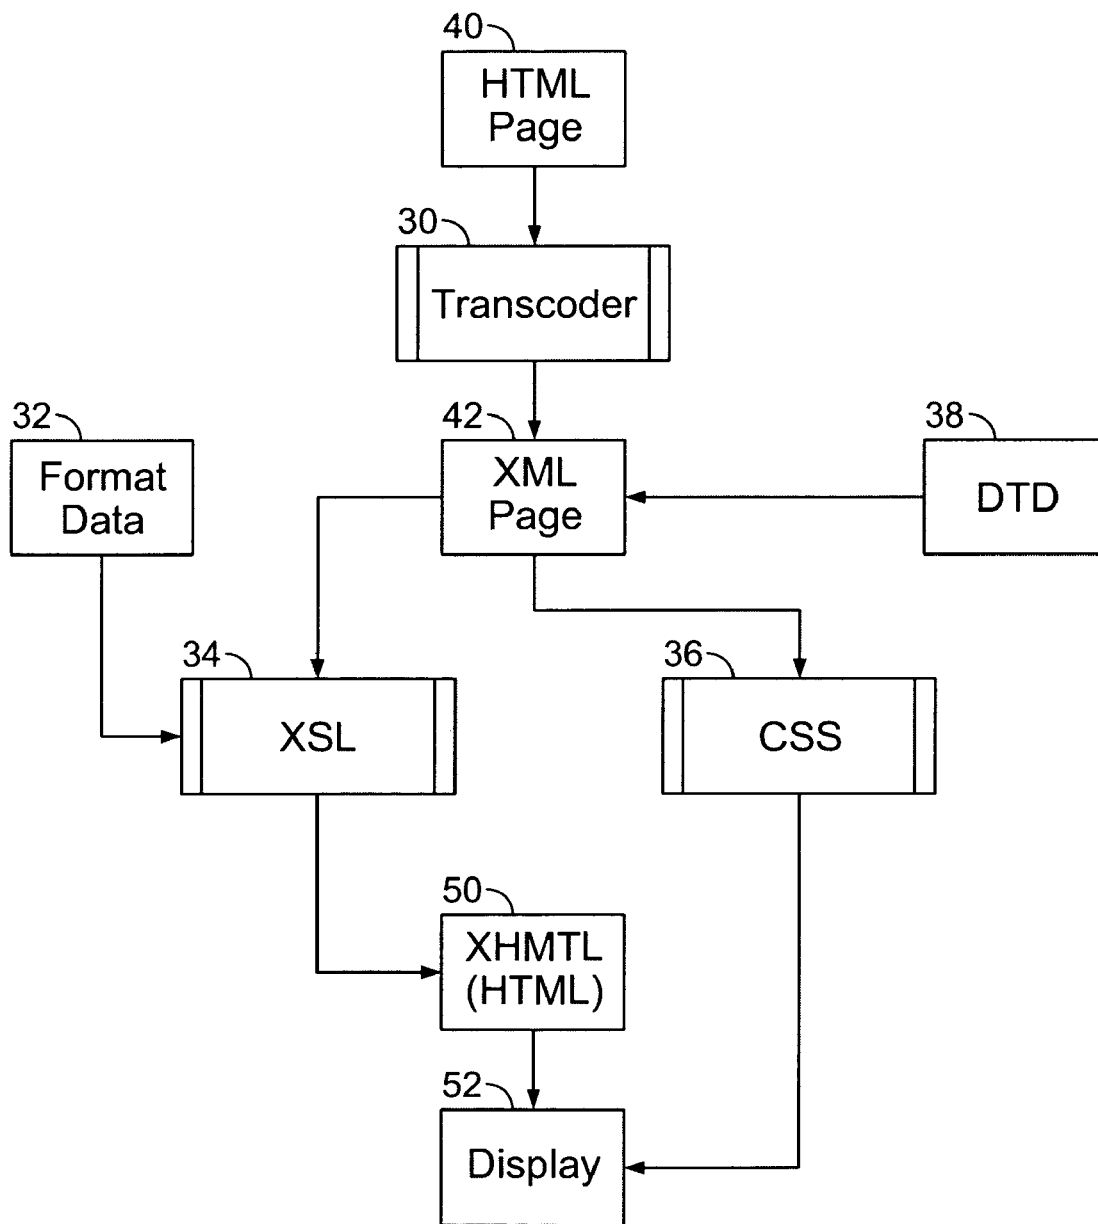 40
HTML
Page
30
Transcoder
32
Format
Data
42
XML
Page
38
DTD
34
XSL
36
CSS
50
XHMTL
(HTML)
52
Display